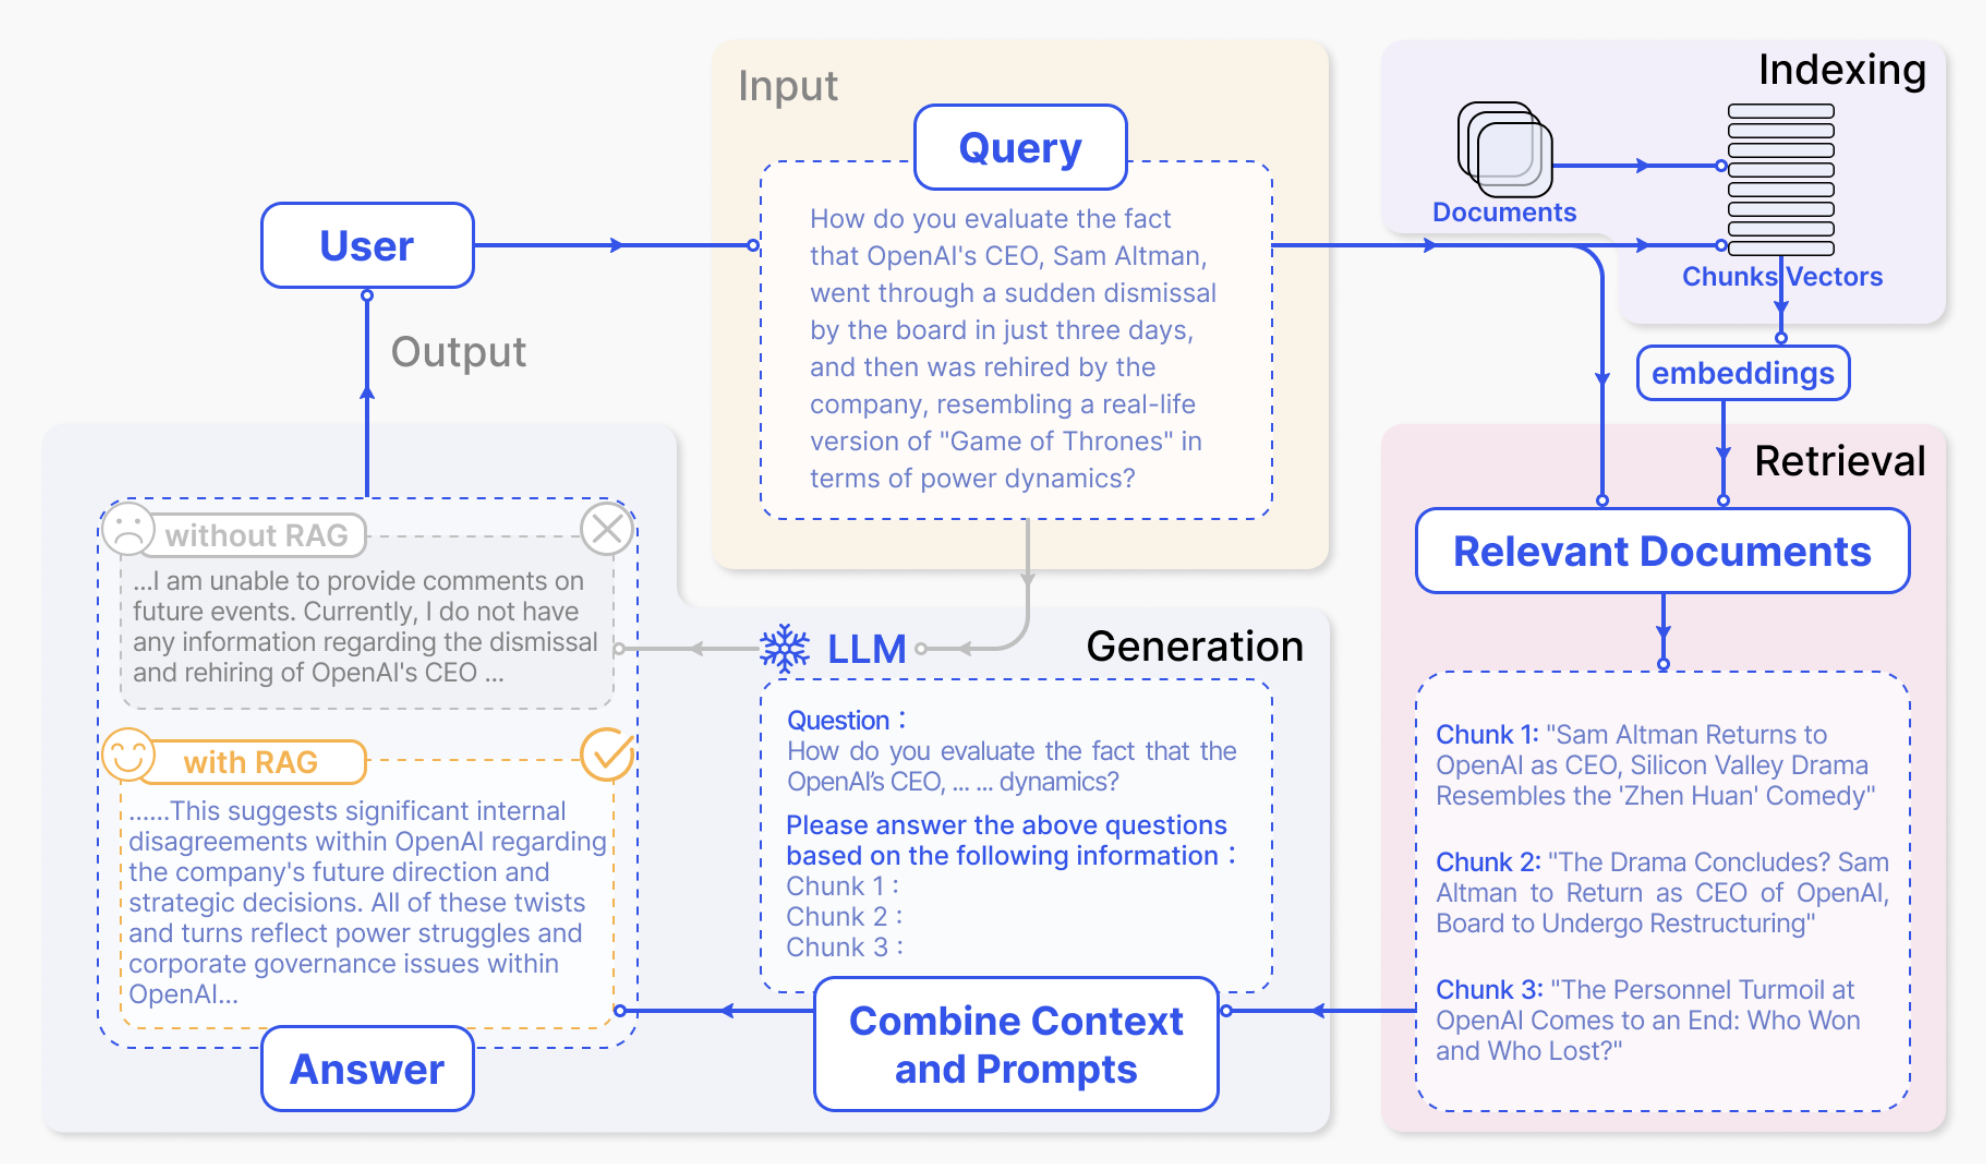 Input
Query
How do you evaluate the fact
that OpenAI's CEO, Sam Altman,
went through a sudden dismissal
by the board in just three days,
and then was rehired by the
company, resembling a real-life
version of "Game of Thrones" in
terms of power dynamics?
Indexing
Documents
Chunks Vectors
embeddings
User
Output
Retrieval
Relevant Documents
Chunk 1: "Sam Altman Returns to
OpenAI as CEO, Silicon Valley Drama
Resembles the 'Zhen Huan' Comedy"
Chunk 2: "The Drama Concludes? Sam
Altman to Return as CEO of OpenAI,
Board to Undergo Restructuring"
Chunk 3: "The Personnel Turmoil at
OpenAI Comes to an End: Who Won
and Who Lost?"
Generation
LLM
Question :
How do you evaluate the fact that the
OpenAI's CEO, ... ... dynamics?
Please answer the above questions
based on the following information :
Chunk 1 :
Chunk 2 :
Chunk 3 :
Combine Context
and Prompts
without RAG
...I am unable to provide comments on
future events. Currently, I do not have
any information regarding the dismissal
and rehiring of OpenAI's CEO ...
with RAG
......This suggests significant internal
disagreements within OpenAI regarding
the company's future direction and
strategic decisions. All of these twists
and turns reflect power struggles and
corporate governance issues within
OpenAI...
Answer